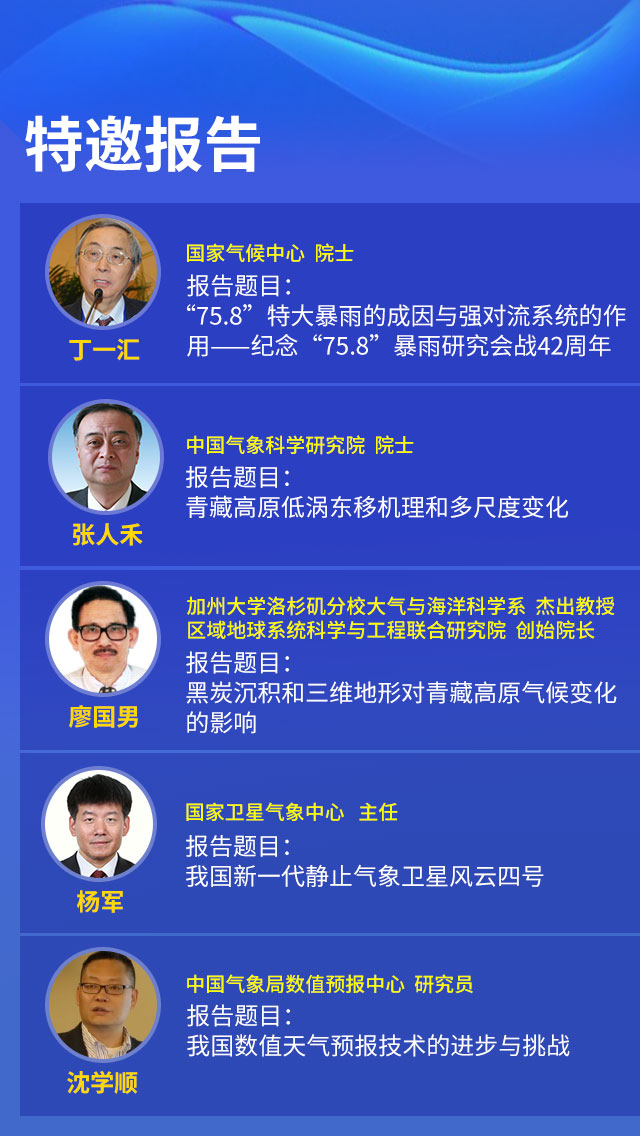 特邀报告
国家气候中心 院士
报告题目：
“75.8”特大暴雨的成因与强对流系统的作
用——纪念“75.8”暴雨研究会战42周年
丁一汇
中国气象科学研究院 院士
报告题目：
青藏高原低涡东移机理和多尺度变化
张人禾
加州大学洛杉矶分校大气与海洋科学系 杰出教授
区域地球系统科学与工程联合研究院 创始院长
报告题目：
黑炭沉积和三维地形对青藏高原气候变化
的影响
廖国男
国家卫星气象中心 主任
报告题目：
我国新一代静止气象卫星风云四号
杨军
中国气象局数值预报中心 研究员
报告题目：
我国数值天气预报技术的进步与挑战
沈学顺